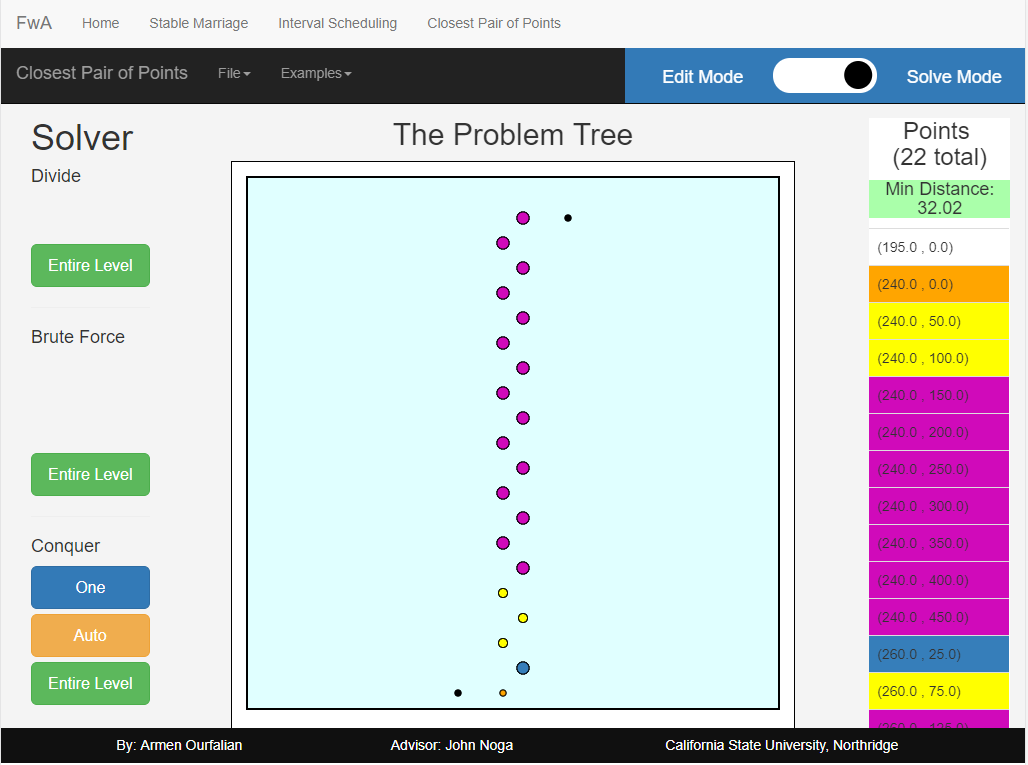 FwA Home Stable Marriage Interval Scheduling Closest Pair of Points
Closest Pair of Points File Examples Edit Mode Solve Mode
Solver
Divide
Entire Level
Brute Force
Entire Level
Conquer
One
Auto
Entire Level
The Problem Tree
Points
(22 total)
Min Distance:
32.02
(195.0 , 0.0)
(240.0 , 0.0)
(240.0 , 50.0)
(240.0 , 100.0)
(240.0 , 150.0)
(240.0 , 200.0)
(240.0 , 250.0)
(240.0 , 300.0)
(240.0 , 350.0)
(240.0 , 400.0)
(240.0 , 450.0)
(260.0 , 25.0)
(260.0 , 75.0)
(260.0 , 125.0)
By: Armen Ourfalian Advisor: John Noga California State University, Northridge